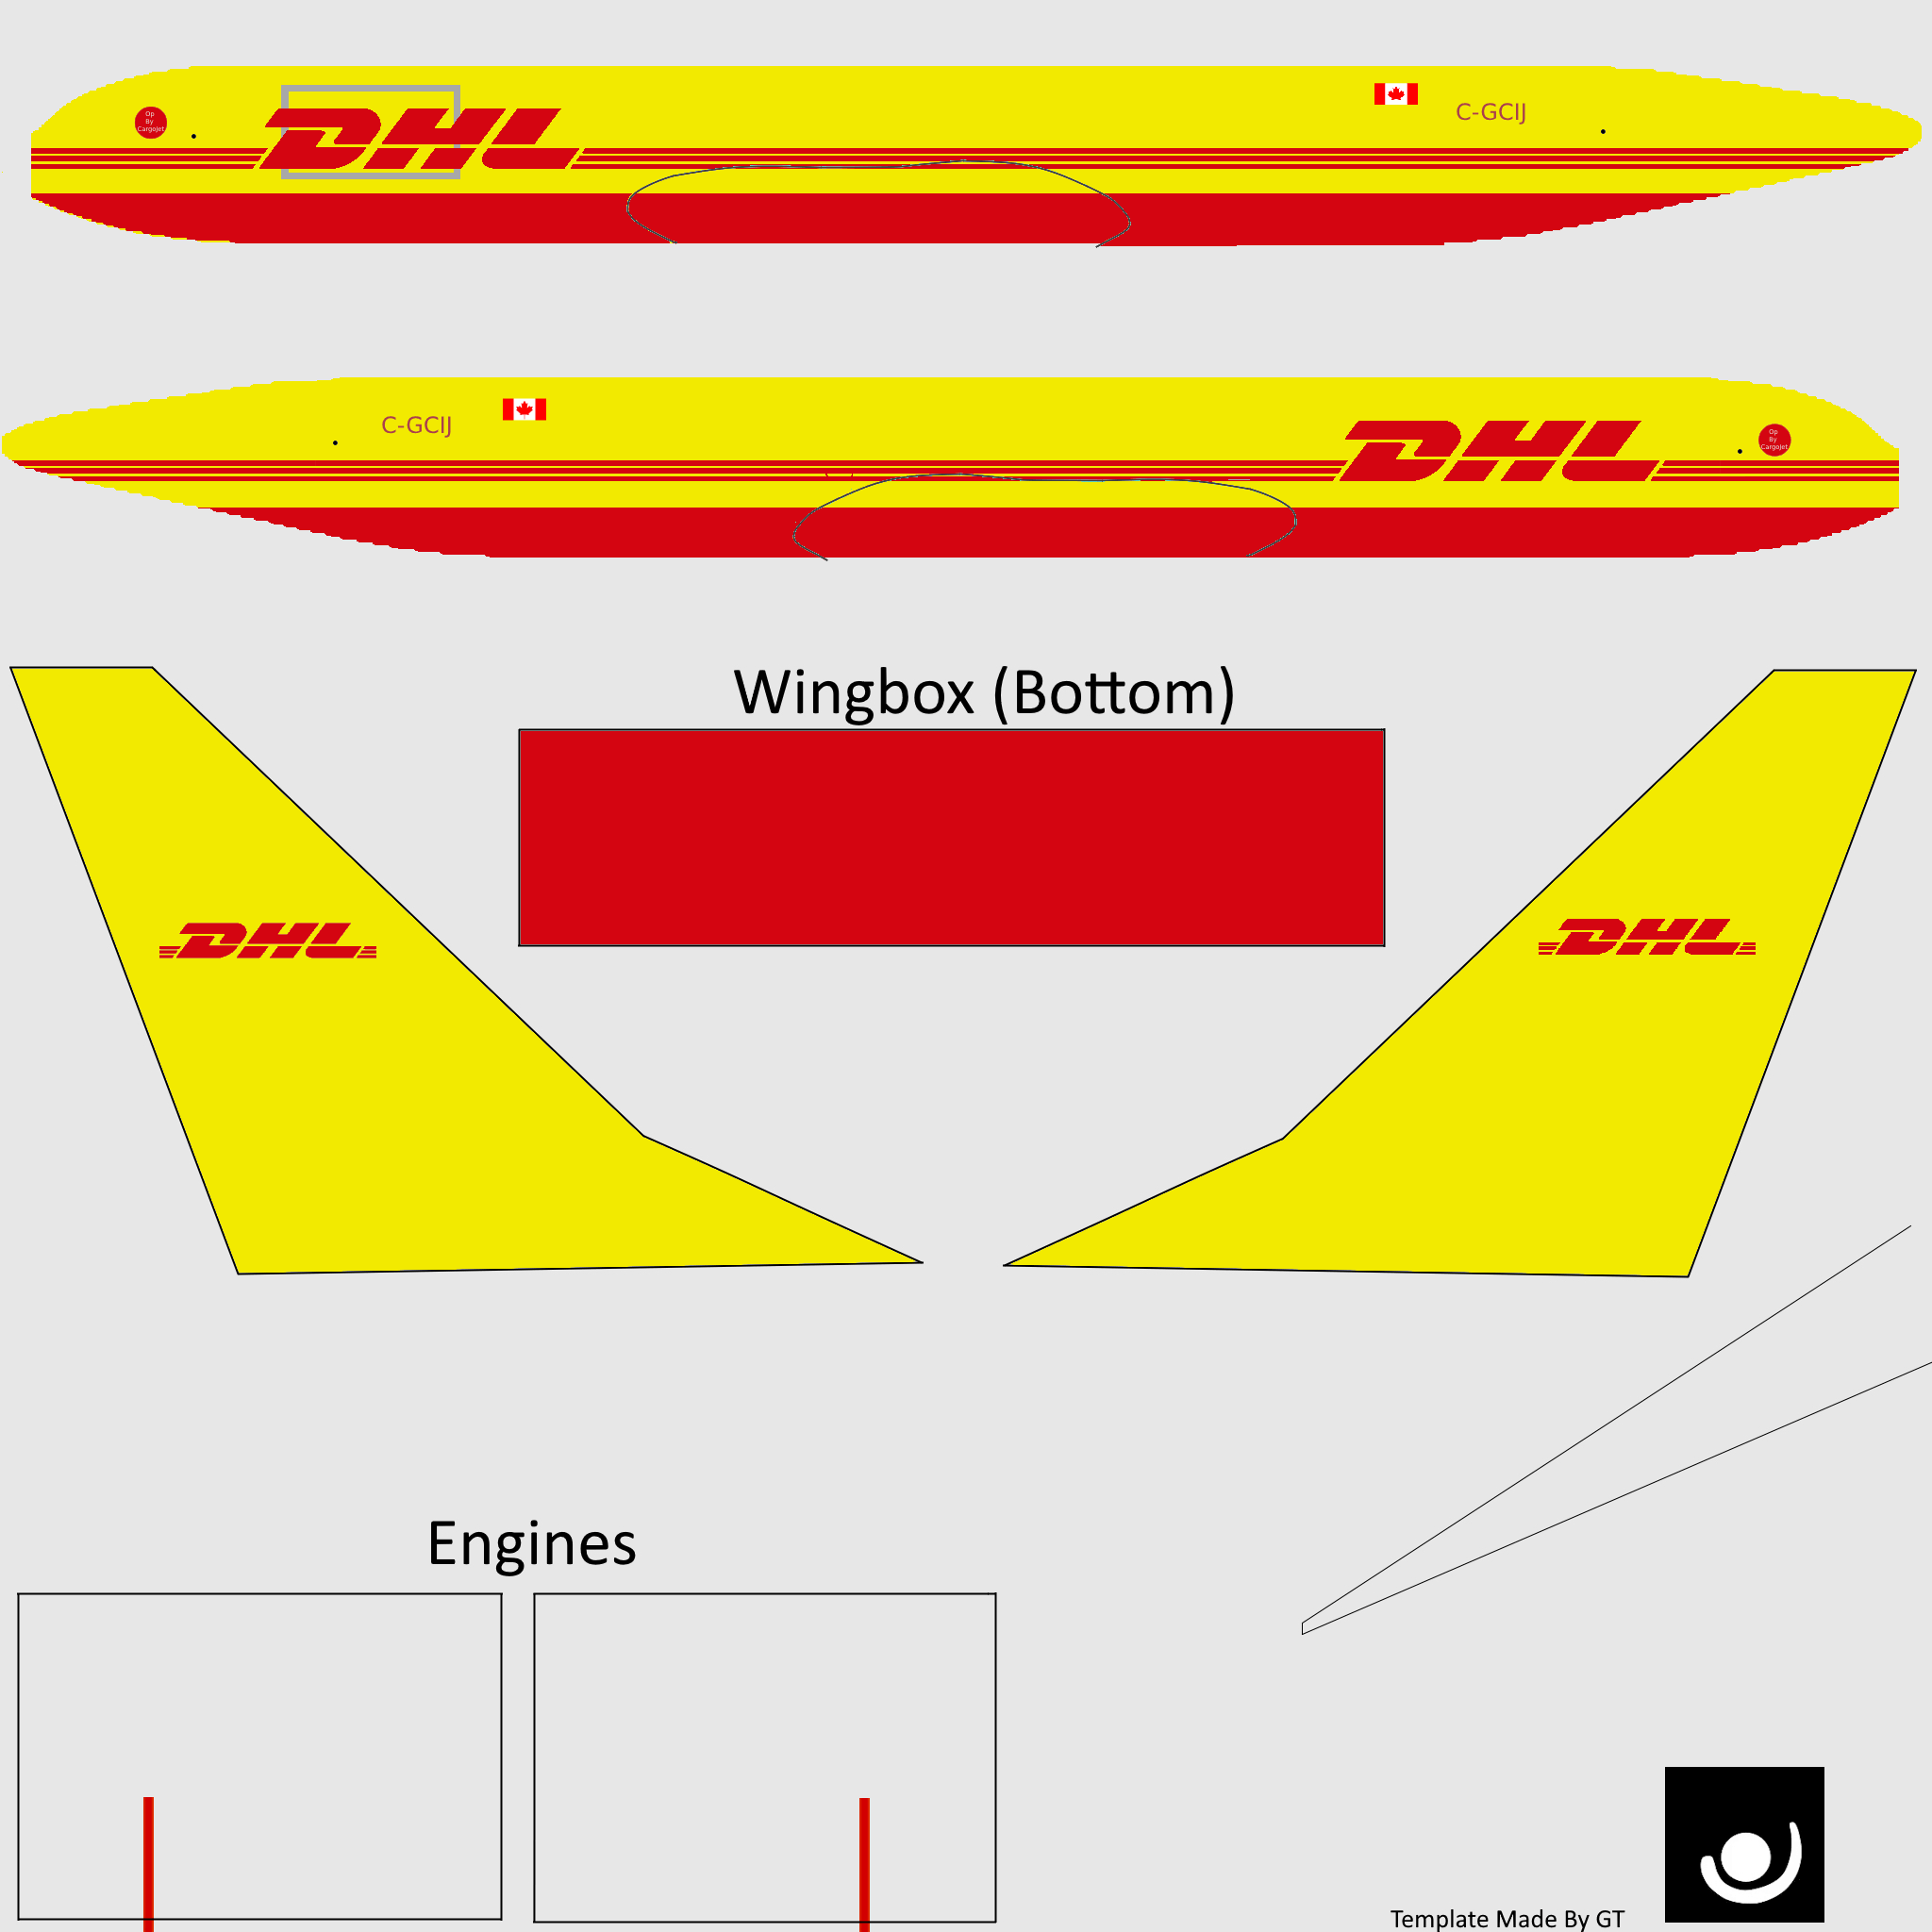 Op
By
CargoJet
DHL
C-GCIJ
C-GCIJ
DHL
Op
By
CargoJet
Wingbox (Bottom)
DHL
DHL
Engines
Template Made By GT